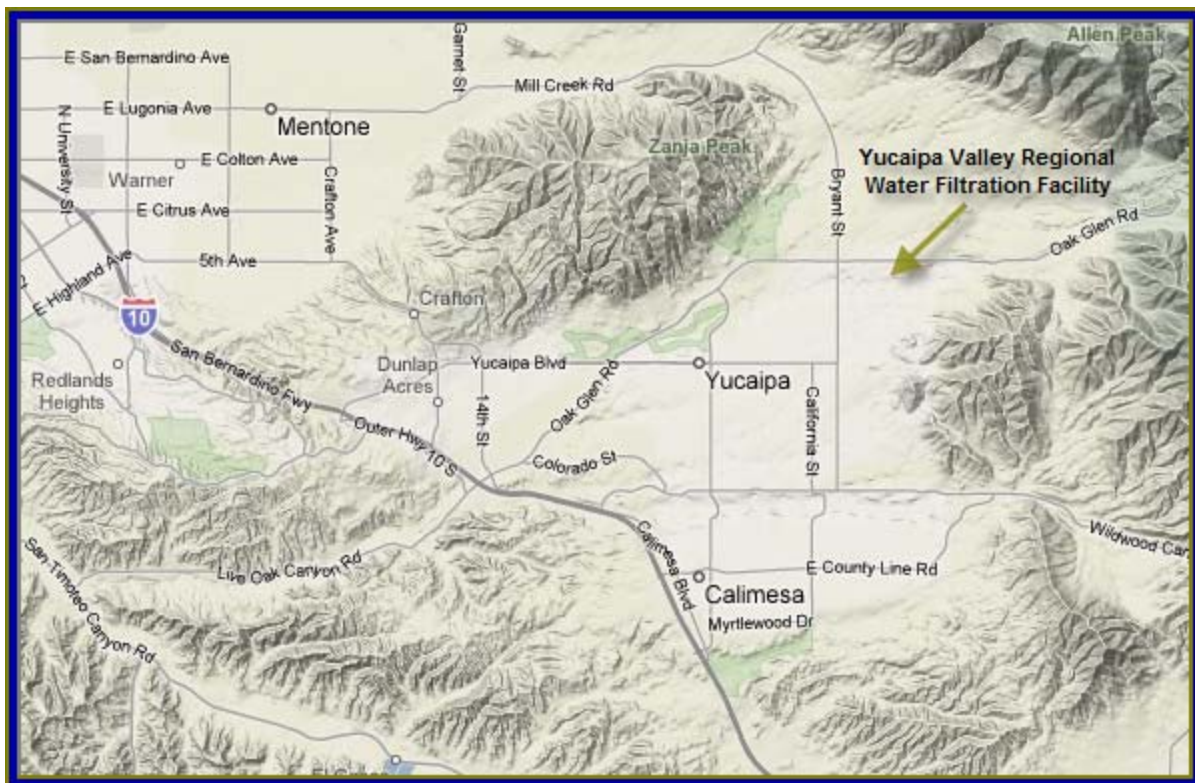 Allen Peak
E San Bernardino Ave
Garnet St
Mill Creek Rd
E Lugonia Ave
N University St
Mentone
Zanja Peak
Yucaipa Valley Regional
Water Filtration Facility
E Colton Ave
Warner
Crafton Ave
Bryant St
E Citrus Ave
Oak Glen Rd
5th Ave
E Highland Ave
Crafton
10
San Bernardino Fwy
Dunlap
Acres
Yucaipa Blvd
Yucaipa
Redlands
Heights
Oak Glen Rd
14th St
California St
Outer Hwy 10 S
Colorado St
Wildwood Can
San Timoteo Canyon Rd
Live Oak Canyon Rd
Calimesa Blvd
E County Line Rd
Calimesa
Myrtlewood Dr